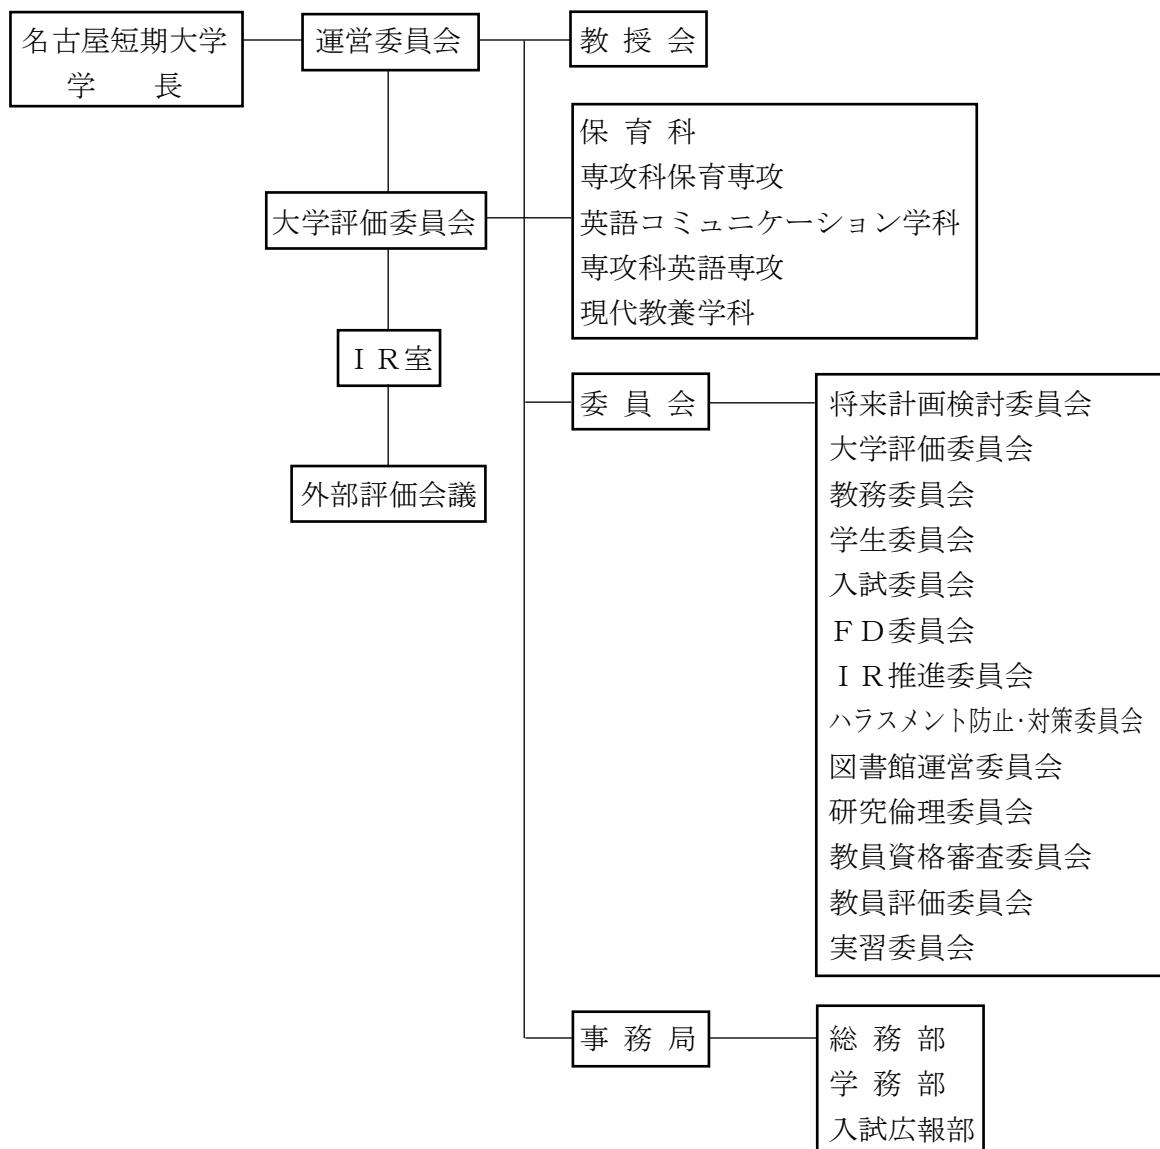 名古屋短期大学
学　　長
運営委員会
教 授 会
保 育 科
専攻科保育専攻
英語コミュニケーション学科
専攻科英語専攻
現代教養学科
大学評価委員会
ＩＲ室
外部評価会議
委 員 会
将来計画検討委員会
大学評価委員会
教務委員会
学生委員会
入試委員会
ＦＤ委員会
ＩＲ推進委員会
ハラスメント防止・対策委員会
図書館運営委員会
研究倫理委員会
教員資格審査委員会
教員評価委員会
実習委員会
事 務 局
総 務 部
学 務 部
入試広報部